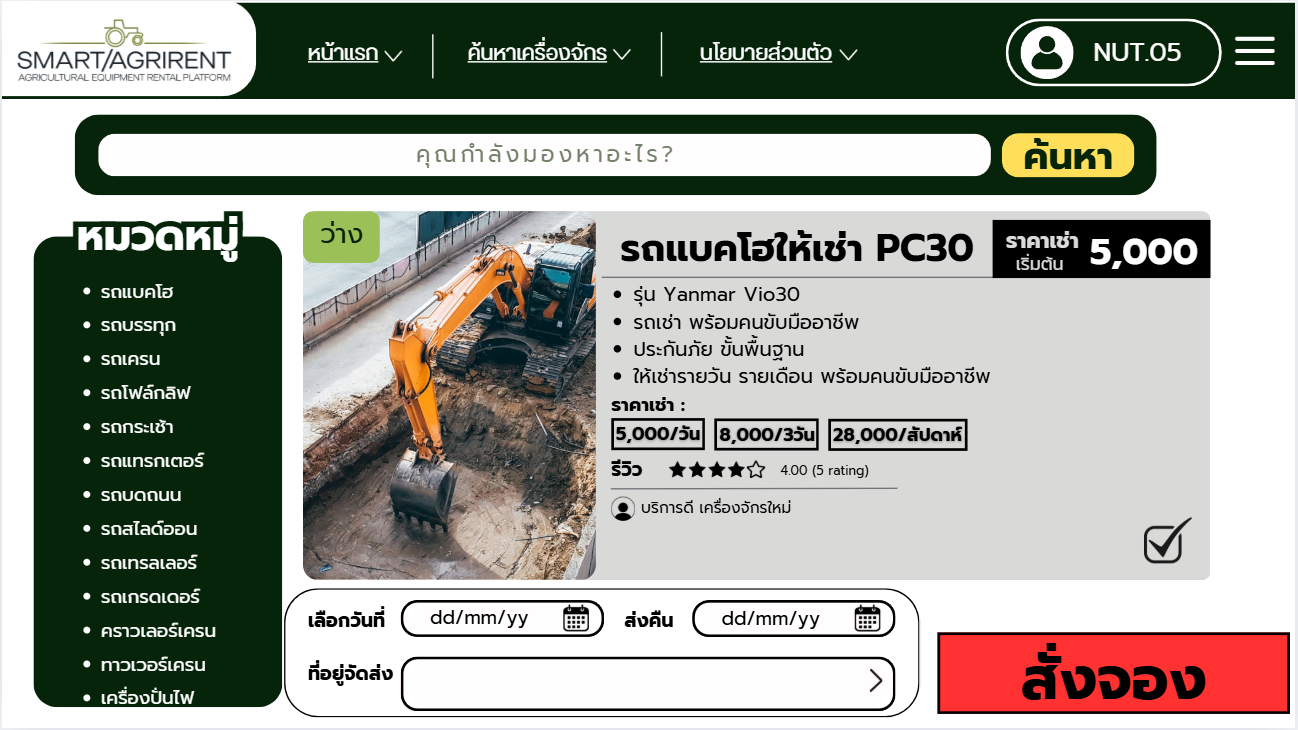 SMART/AGRIRENT
AGRICULTURAL EQUIPMENT RENTAL PLATFORM
หน้าแรก
ค้นหาเครื่องจักร
นโยบายส่วนตัว
NUT.05
คุณกำลังมองหาอะไร?
ค้นหา
หมวดหมู่
รถแบคโฮ
รถบรรทุก
รถเครน
รถโฟล์กลิฟ
รถกระเช้า
รถแทรกเตอร์
รถบดถนน
รถสไลด์ออน
รถเทรลเลอร์
รถเกรดเดอร์
คราวเลอร์เครน
ทาวเวอร์เครน
เครื่องปั่นไฟ
ว่าง
รถแบคโฮให้เช่า PC30
ราคาเช่า
เริ่มต้น
5,000
รุ่น Yanmar Vio30
รถเช่า พร้อมคนขับมืออาชีพ
ประกันภัย ขั้นพื้นฐาน
ให้เช่ารายวัน รายเดือน พร้อมคนขับมืออาชีพ
ราคาเช่า :
5,000/วัน 8,000/3วัน 28,000/สัปดาห์
รีวิว 4.00 (5 rating)
บริการดี เครื่องจักรใหม่
เลือกวันที่ dd/mm/yy ส่งคืน dd/mm/yy
ที่อยู่จัดส่ง
สั่งจอง